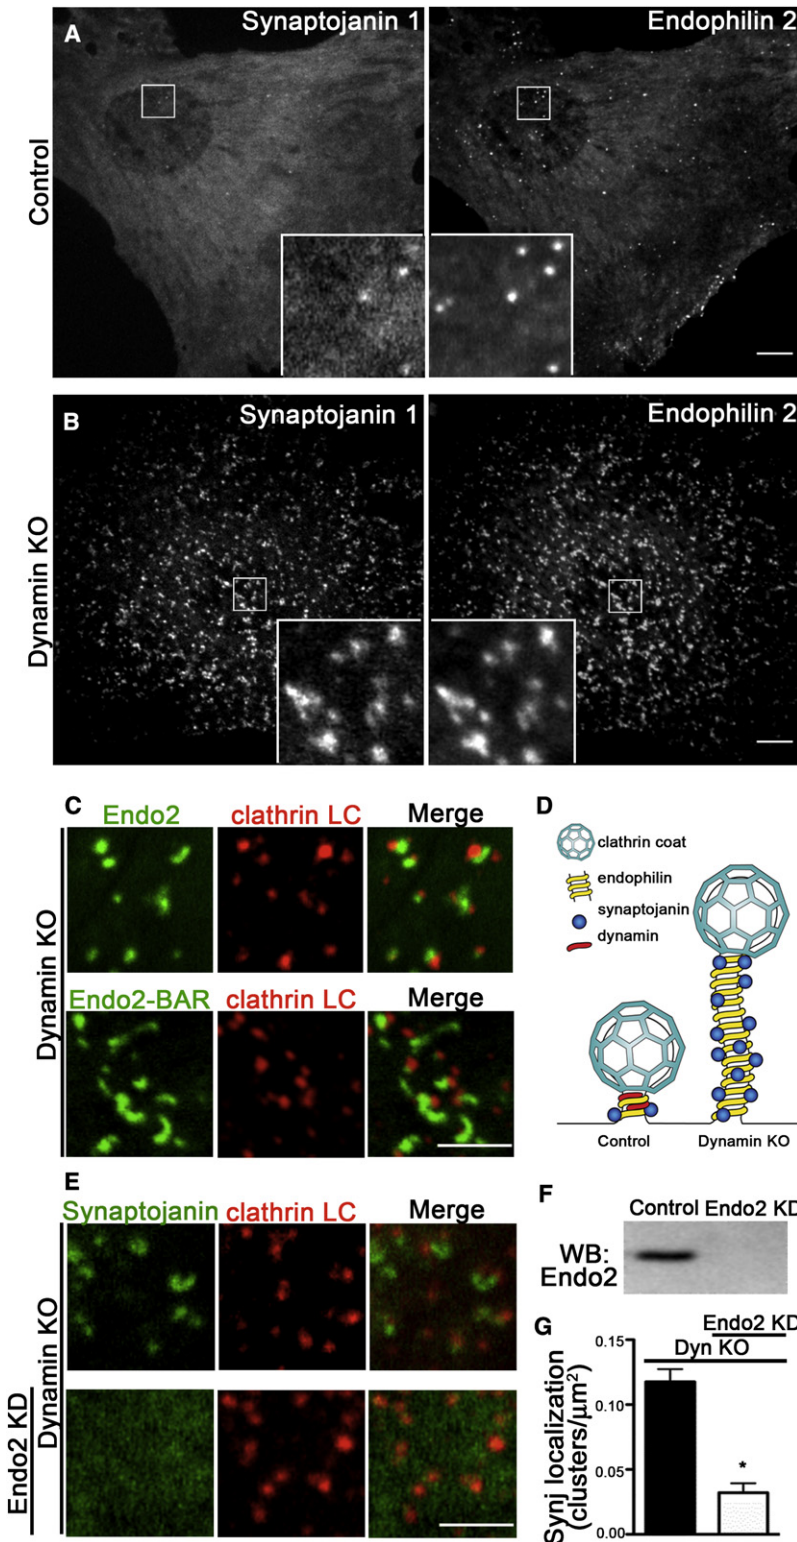 A
Synaptojanin 1
Endophilin 2
Control
B
Synaptojanin 1
Endophilin 2
Dynamin KO
C
Endo2
clathrin LC
Merge
Dynamin KO
Endo2-BAR
clathrin LC
Merge
D
clathrin coat
endophilin
synaptojanin
dynamin
Control
Dynamin KO
E
Synaptojanin
clathrin LC
Merge
Dynamin KO
Endo2 KD
F
Control Endo2 KD
WB:
Endo2
G
Endo2 KD
Dyn KO
Synj localization
(clusters/µm²)
0.15
0.10
0.05
0.00
*